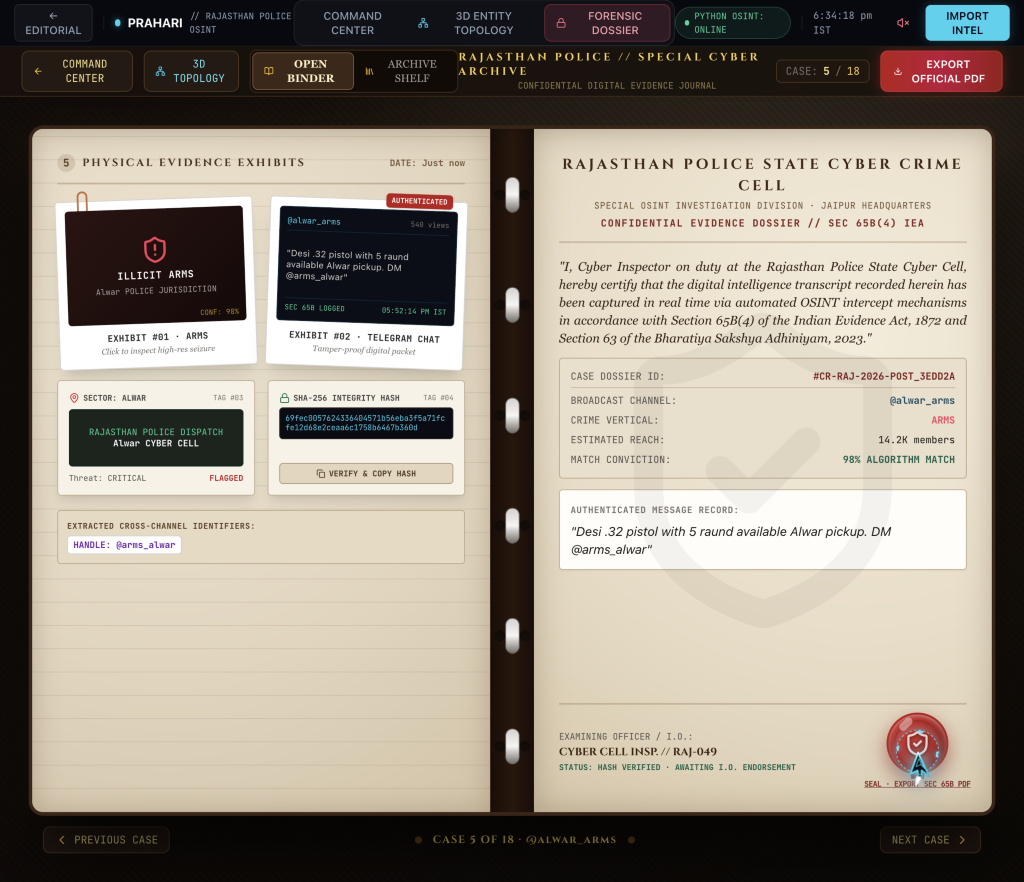 ← EDITORIAL
PRAHARI
// RAJASTHAN POLICE OSINT
COMMAND CENTER
3D ENTITY TOPOLOGY
FORENSIC DOSSIER
PYTHON OSINT: ONLINE
6:34:18 pm IST
IMPORT INTEL
← COMMAND CENTER
3D TOPOLOGY
OPEN BINDER
ARCHIVE SHELF
RAJASTHAN POLICE // SPECIAL CYBER ARCHIVE
CONFIDENTIAL DIGITAL EVIDENCE JOURNAL
CASE: 5 / 18
EXPORT OFFICIAL PDF
5 PHYSICAL EVIDENCE EXHIBITS
DATE: Just now
ILLICIT ARMS
Alwar POLICE JURISDICTION
CONF: 98%
EXHIBIT #01 · ARMS
Click to inspect high-res seizure
AUTHENTICATED
@alwar_arms
540 views
"Desi .32 pistol with 5 raund
available Alwar pickup. DM
@arms_alwar"
SEC 65B LOGGED
05:52:14 PM IST
EXHIBIT #02 · TELEGRAM CHAT
Tamper-proof digital packet
SECTOR: ALWAR
TAG #03
RAJASTHAN POLICE DISPATCH
Alwar CYBER CELL
Threat: CRITICAL
FLAGGED
SHA-256 INTEGRITY HASH
TAG #04
69fec0057624336404571b56eba3f5a71fc
fe12d68e2ceaa6c1758b6467b360d
VERIFY & COPY HASH
EXTRACTED CROSS-CHANNEL IDENTIFIERS:
HANDLE: @arms_alwar
RAJASTHAN POLICE STATE CYBER CRIME
CELL
SPECIAL OSINT INVESTIGATION DIVISION · JAIPUR HEADQUARTERS
CONFIDENTIAL EVIDENCE DOSSIER // SEC 65B(4) IEA
"I, Cyber Inspector on duty at the Rajasthan Police State Cyber Cell,
hereby certify that the digital intelligence transcript recorded herein has
been captured in real time via automated OSINT intercept mechanisms
in accordance with Section 65B(4) of the Indian Evidence Act, 1872 and
Section 63 of the Bharatiya Sakshya Adhiniyam, 2023."
CASE DOSSIER ID: #CR-RAJ-2026-POST_3EDD2A
BROADCAST CHANNEL: @alwar_arms
CRIME VERTICAL: ARMS
ESTIMATED REACH: 14.2K members
MATCH CONVICTION: 98% ALGORITHM MATCH
AUTHENTICATED MESSAGE RECORD:
"Desi .32 pistol with 5 raund available Alwar pickup. DM
@arms_alwar"
EXAMINING OFFICER / I.O.:
CYBER CELL INSP. // RAJ-049
STATUS: HASH VERIFIED · AWAITING I.O. ENDORSEMENT
SEAL · EXPORT SEC 65B PDF
PREVIOUS CASE
CASE 5 OF 18 · @ALWAR_ARMS
NEXT CASE